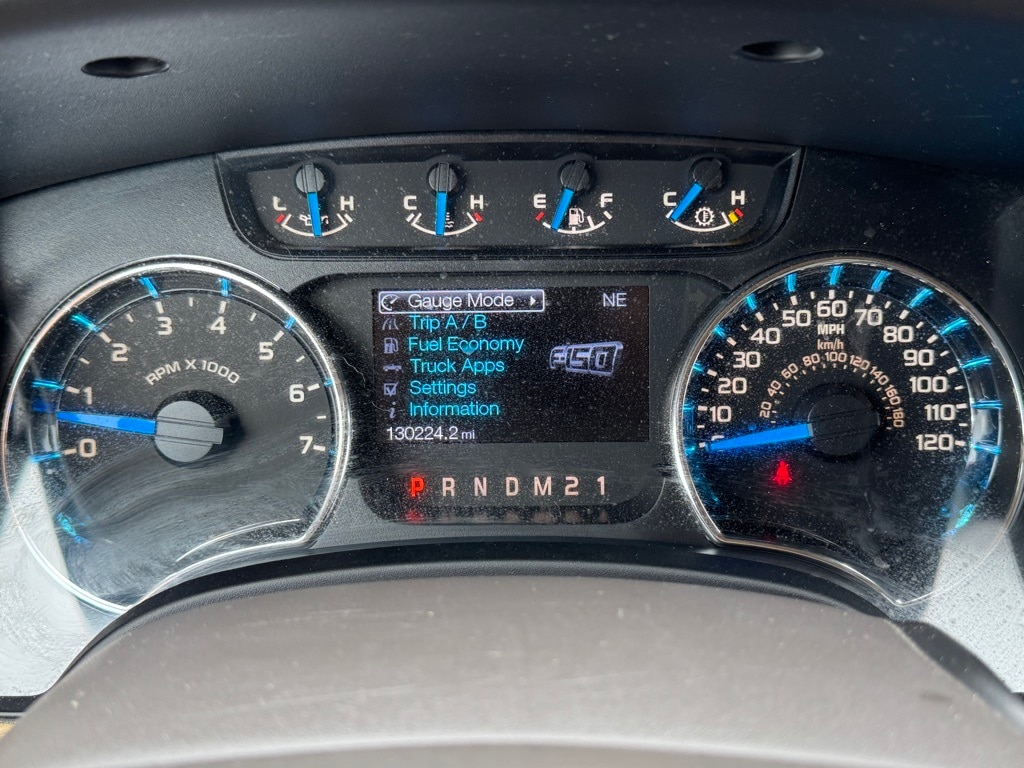 L H C H E F C H
Gauge Mode NE
Trip A / B
Fuel Economy
F-150
Truck Apps
Settings
Information
130224.2 mi
P R N D M 2 1
0 1 2 3 4 5 6 7
RPM X 1000
0 10 20 30 40 50 60 70 80 90 100 110 120
MPH
km/h
20 40 60 80 100 120 140 160 180